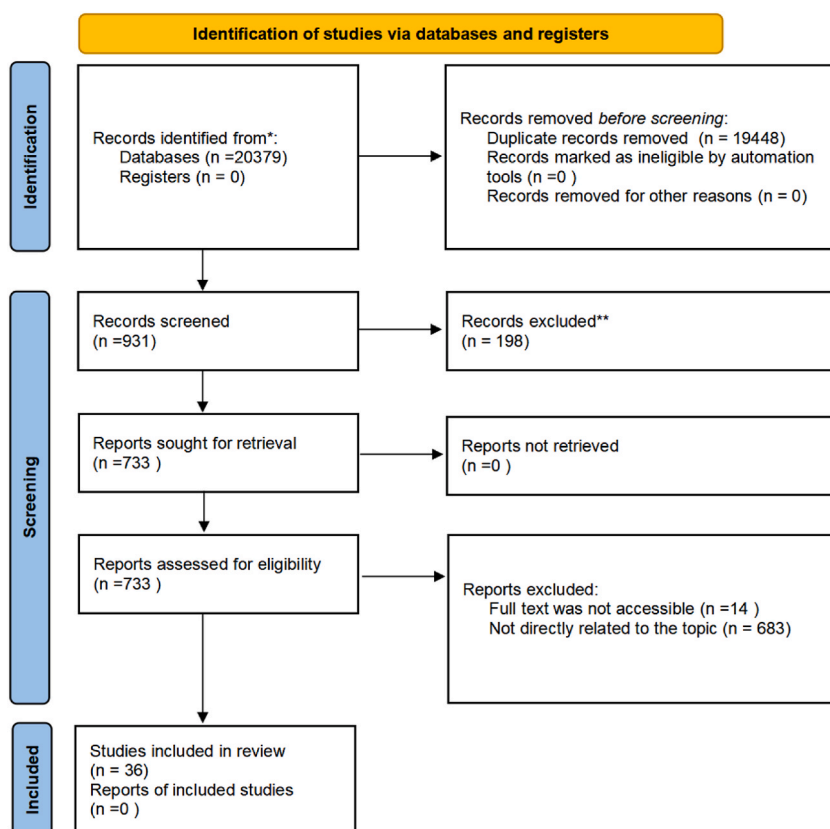 Identification of studies via databases and registers
Identification
Records identified from*:
Databases (n =20379)
Registers (n = 0)
Records removed before screening:
Duplicate records removed (n = 19448)
Records marked as ineligible by automation
tools (n =0 )
Records removed for other reasons (n = 0)
Screening
Records screened
(n =931)
Records excluded**
(n = 198)
Reports sought for retrieval
(n =733 )
Reports not retrieved
(n =0 )
Reports assessed for eligibility
(n =733 )
Reports excluded:
Full text was not accessible (n =14 )
Not directly related to the topic (n = 683)
Included
Studies included in review
(n = 36)
Reports of included studies
(n =0 )